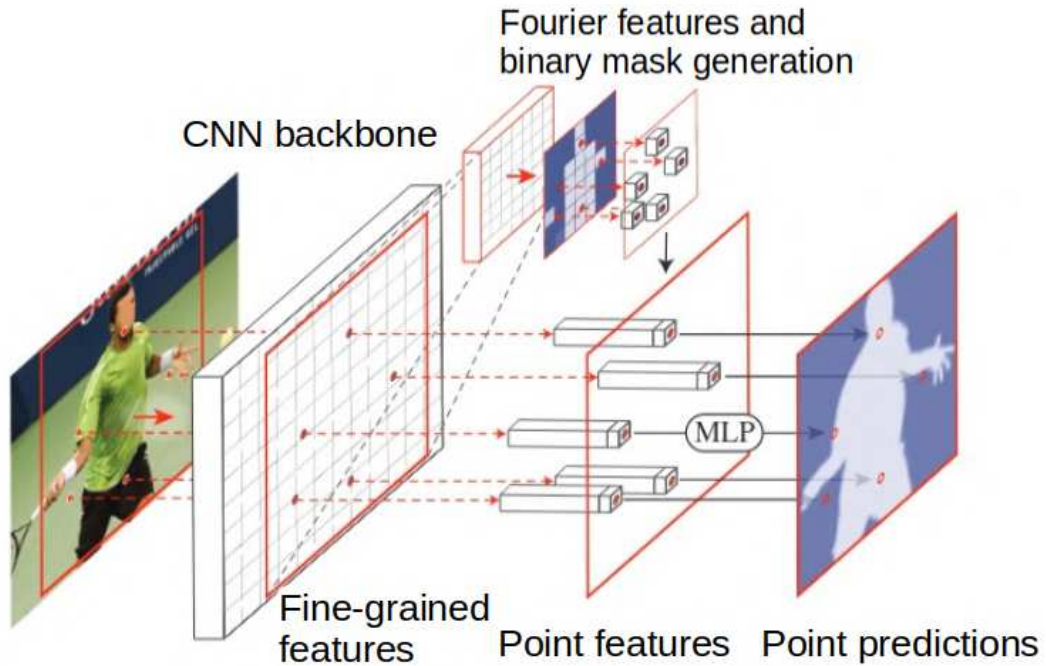 Fourier features and
binary mask generation
CNN backbone
MLP
Fine-grained
features
Point features
Point predictions